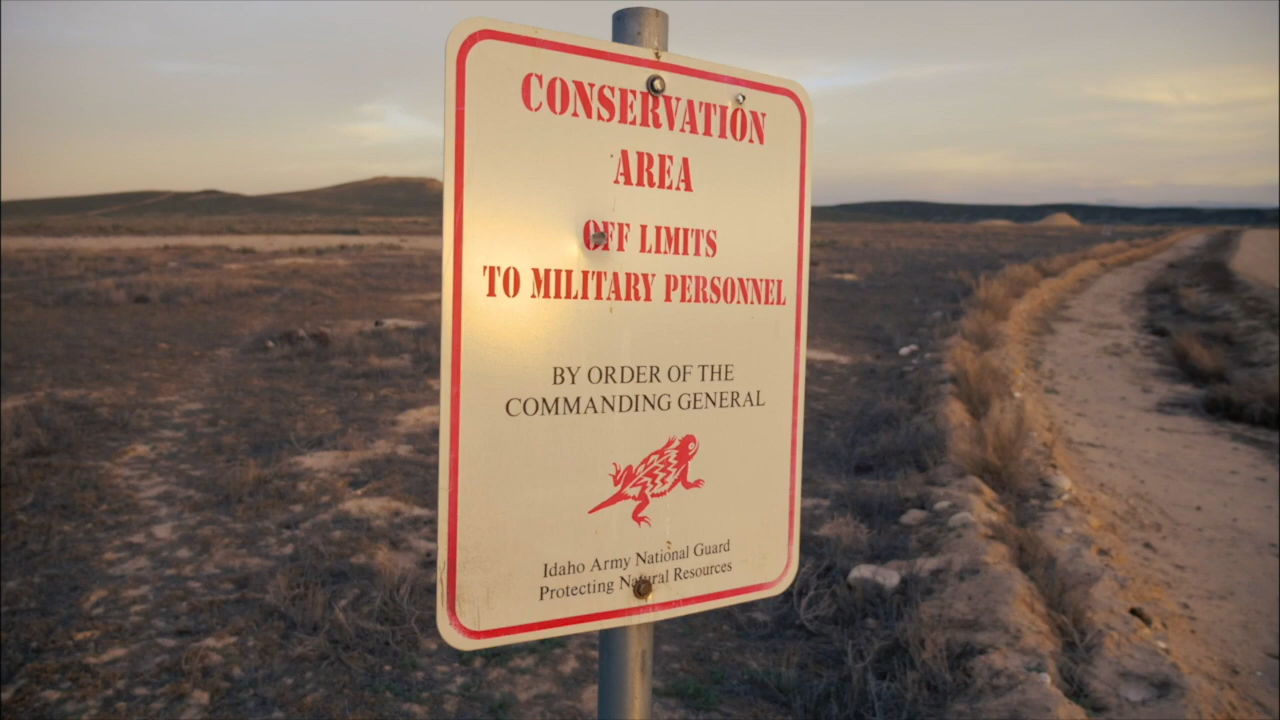 CONSERVATION
AREA
OFF LIMITS
TO MILITARY PERSONNEL
BY ORDER OF THE
COMMANDING GENERAL
Idaho Army National Guard
Protecting Natural Resources